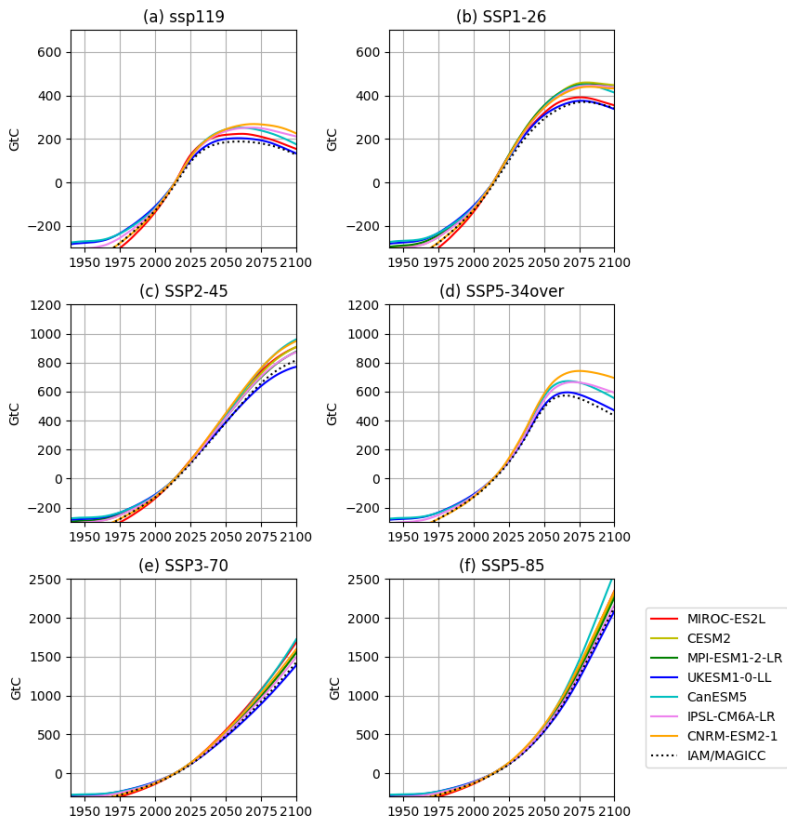 (a) ssp119
(b) SSP1-26
GtC
600
400
200
0
−200
1950 1975 2000 2025 2050 2075 2100
GtC
600
400
200
0
−200
1950 1975 2000 2025 2050 2075 2100
(c) SSP2-45
(d) SSP5-34over
GtC
1200
1000
800
600
400
200
0
−200
1950 1975 2000 2025 2050 2075 2100
GtC
1200
1000
800
600
400
200
0
−200
1950 1975 2000 2025 2050 2075 2100
(e) SSP3-70
(f) SSP5-85
GtC
2500
2000
1500
1000
500
0
1950 1975 2000 2025 2050 2075 2100
GtC
2500
2000
1500
1000
500
0
1950 1975 2000 2025 2050 2075 2100
MIROC-ES2L
CESM2
MPI-ESM1-2-LR
UKESM1-0-LL
CanESM5
IPSL-CM6A-LR
CNRM-ESM2-1
IAM/MAGICC